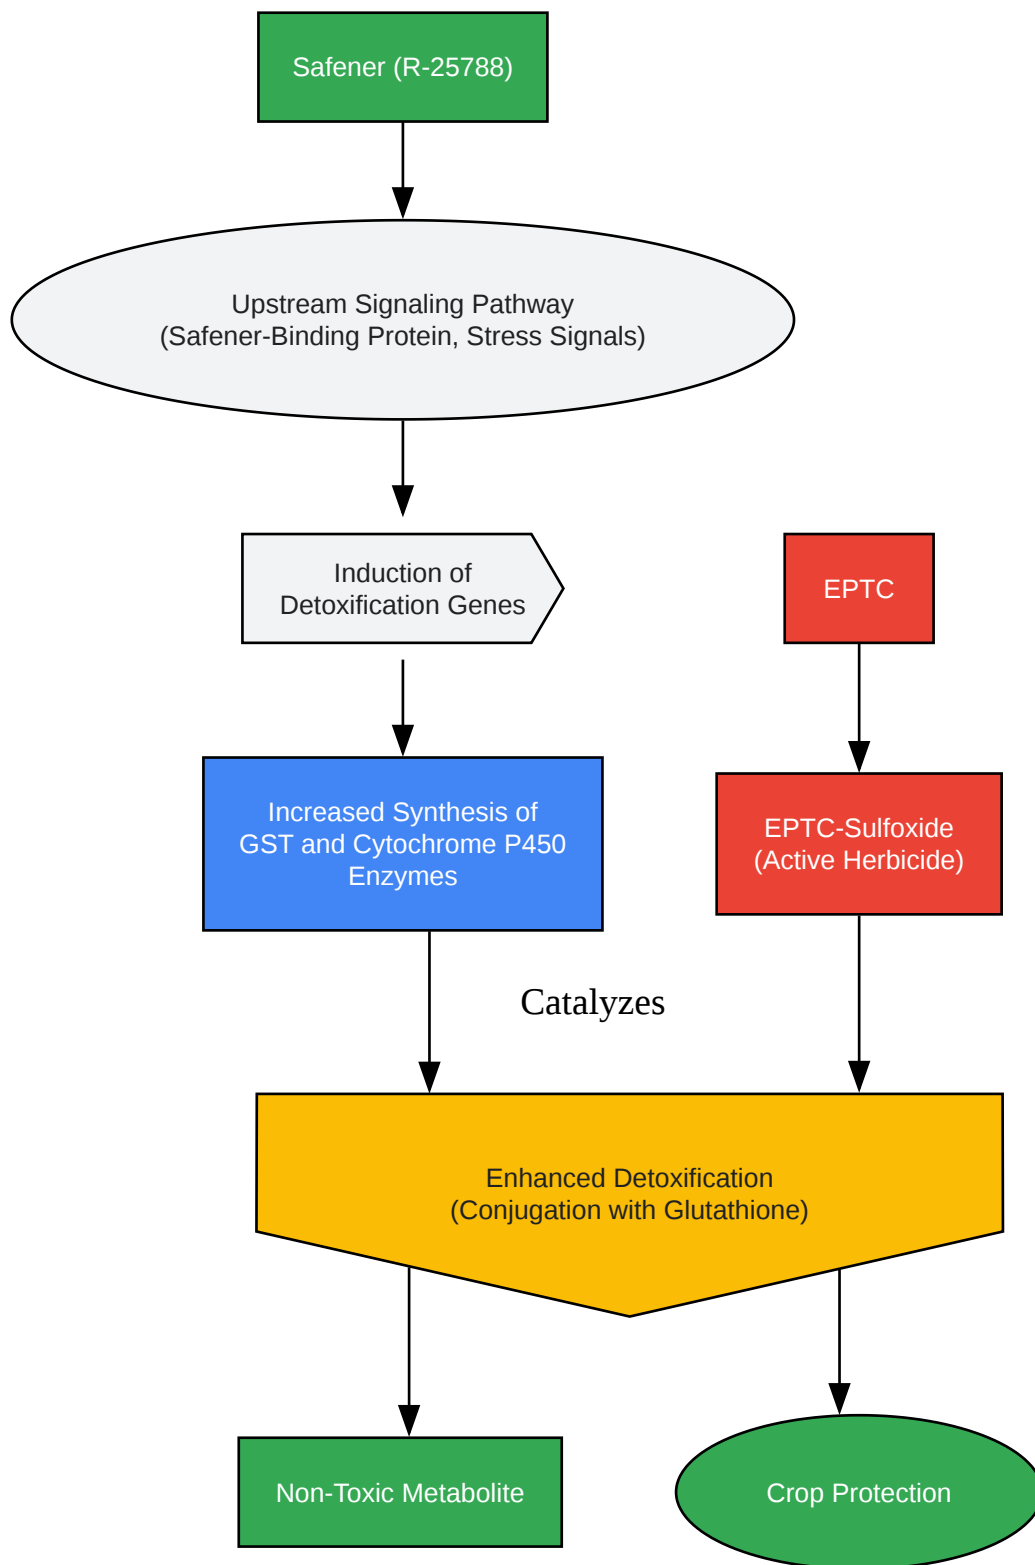 Safener (R-25788)
Upstream Signaling Pathway
(Safener-Binding Protein, Stress Signals)
Induction of
Detoxification Genes
EPTC
Increased Synthesis of
GST and Cytochrome P450
Enzymes
EPTC-Sulfoxide
(Active Herbicide)
Catalyzes
Enhanced Detoxification
(Conjugation with Glutathione)
Non-Toxic Metabolite
Crop Protection